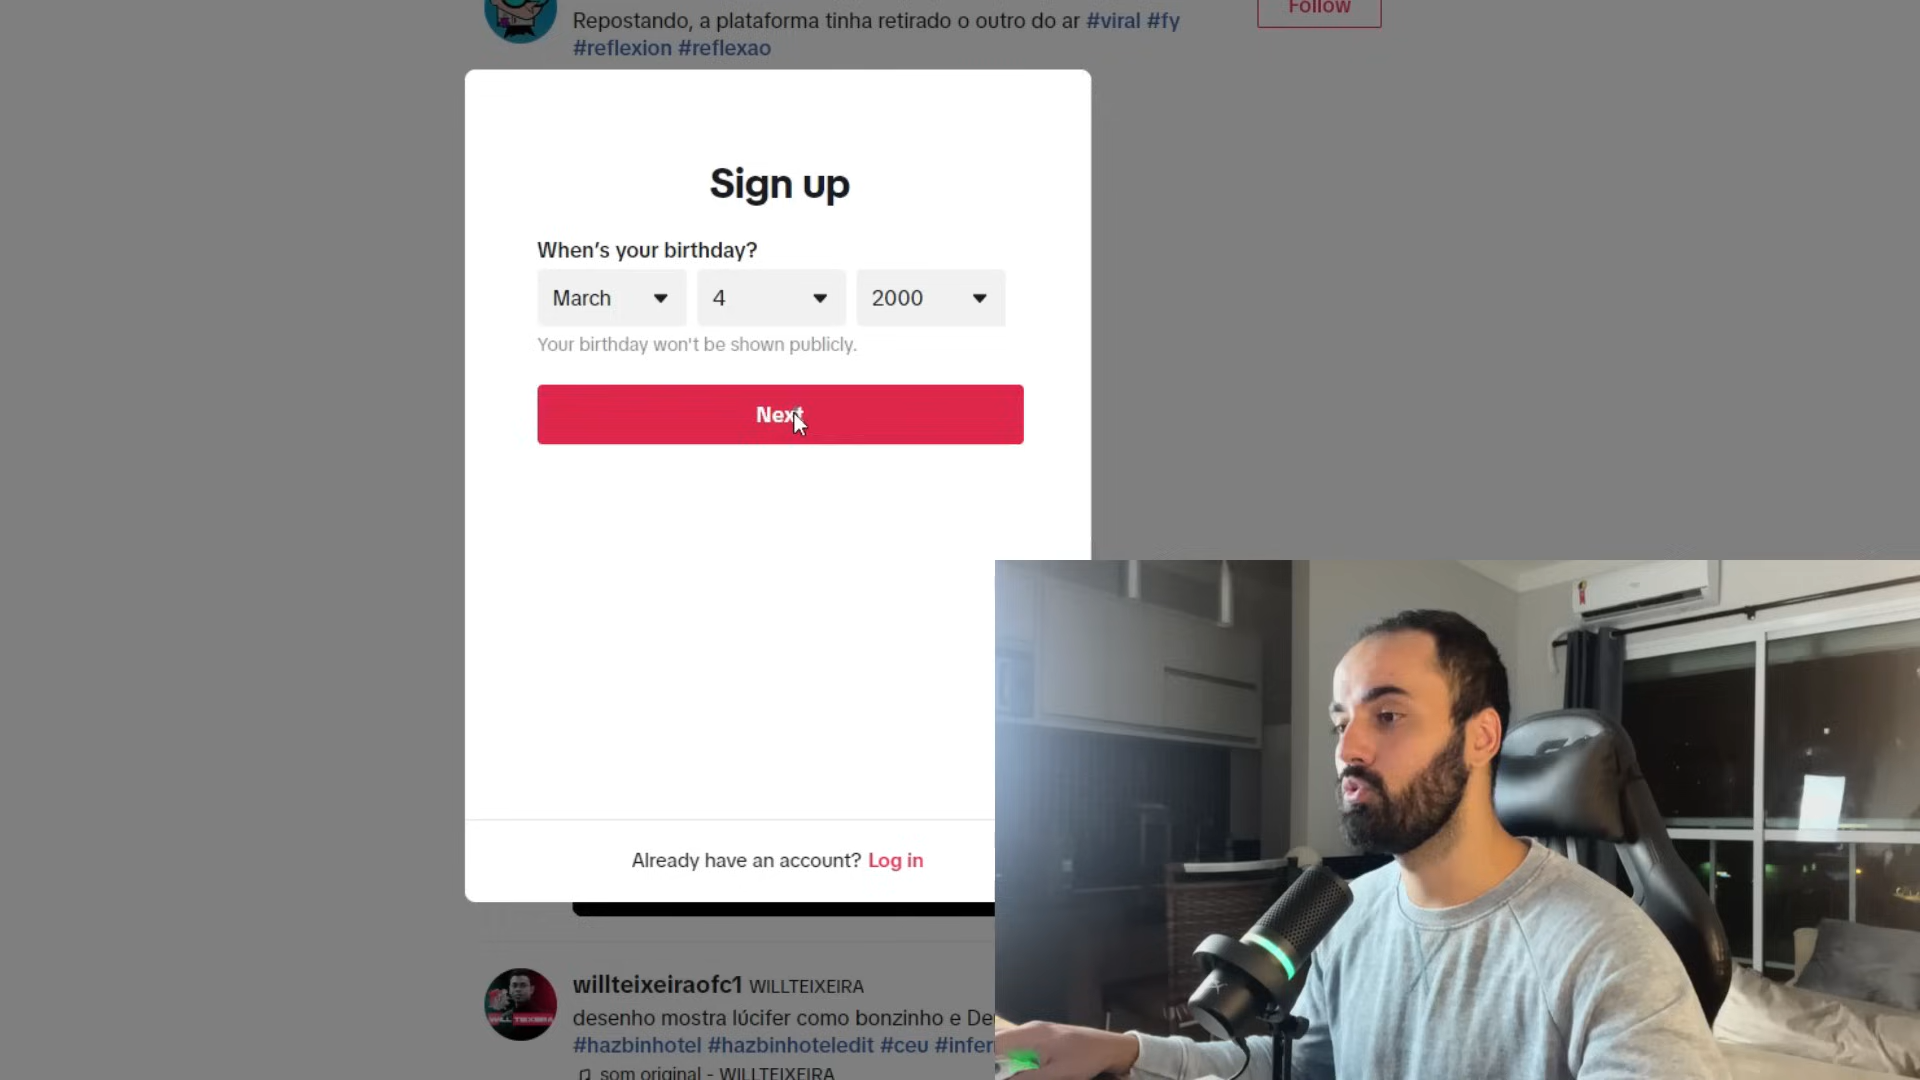 Repostando, a plataforma tinha retirado o outro do ar #viral #fy
#reflexion #reflexao
Follow
Sign up
When's your birthday?
March
4
2000
Your birthday won't be shown publicly.
Next
Already have an account? Log in
willteixeiraofc1 WILLTEIXEIRA
desenho mostra lúcifer como bonzinho e De
#hazbinhotel #hazbinhoteledit #ceu #infer
som original - WILLTEIXEIRA